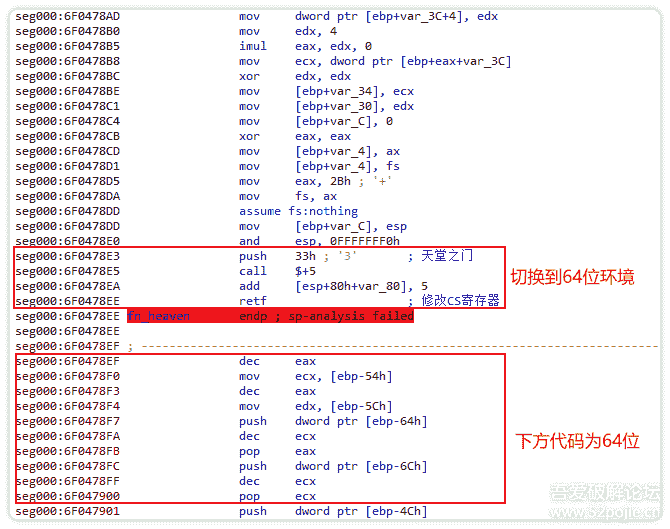 seg000:6F0478AD mov dword ptr [ebp+var_3C+4], edx
seg000:6F0478B0 mov edx, 4
seg000:6F0478B5 imul eax, edx, 0
seg000:6F0478B8 mov ecx, dword ptr [ebp+eax+var_3C]
seg000:6F0478BC xor edx, edx
seg000:6F0478BE mov [ebp+var_34], ecx
seg000:6F0478C1 mov [ebp+var_30], edx
seg000:6F0478C4 mov [ebp+var_C], 0
seg000:6F0478CB xor eax, eax
seg000:6F0478CD mov [ebp+var_4], ax
seg000:6F0478D1 mov [ebp+var_4], fs
seg000:6F0478D5 mov eax, 2Bh ; '+'
seg000:6F0478DA mov fs, ax
seg000:6F0478DD assume fs:nothing
seg000:6F0478DD mov [ebp+var_C], esp
seg000:6F0478E0 and esp, 0FFFFFFF0h
seg000:6F0478E3 push 33h ; '3' ; 天堂之门
seg000:6F0478E5 call $+5
seg000:6F0478EA add [esp+80h+var_80], 5
seg000:6F0478EE retf ; 修改CS寄存器
切换到64位环境
seg000:6F0478EE fn_heaven endp ; sp-analysis failed
seg000:6F0478EE
seg000:6F0478EF ; ---------------------------------------------------------------------------
seg000:6F0478EF dec eax
seg000:6F0478F0 mov ecx, [ebp-54h]
seg000:6F0478F3 dec eax
seg000:6F0478F4 mov edx, [ebp-5Ch]
seg000:6F0478F7 push dword ptr [ebp-64h]
seg000:6F0478FA dec ecx
seg000:6F0478FB pop eax
seg000:6F0478FC push dword ptr [ebp-6Ch]
seg000:6F0478FF dec ecx
seg000:6F047900 pop ecx
下方代码为64位
seg000:6F047901 push dword ptr [ebp-4Ch]
吾爱破解论坛
www.52pojie.cn